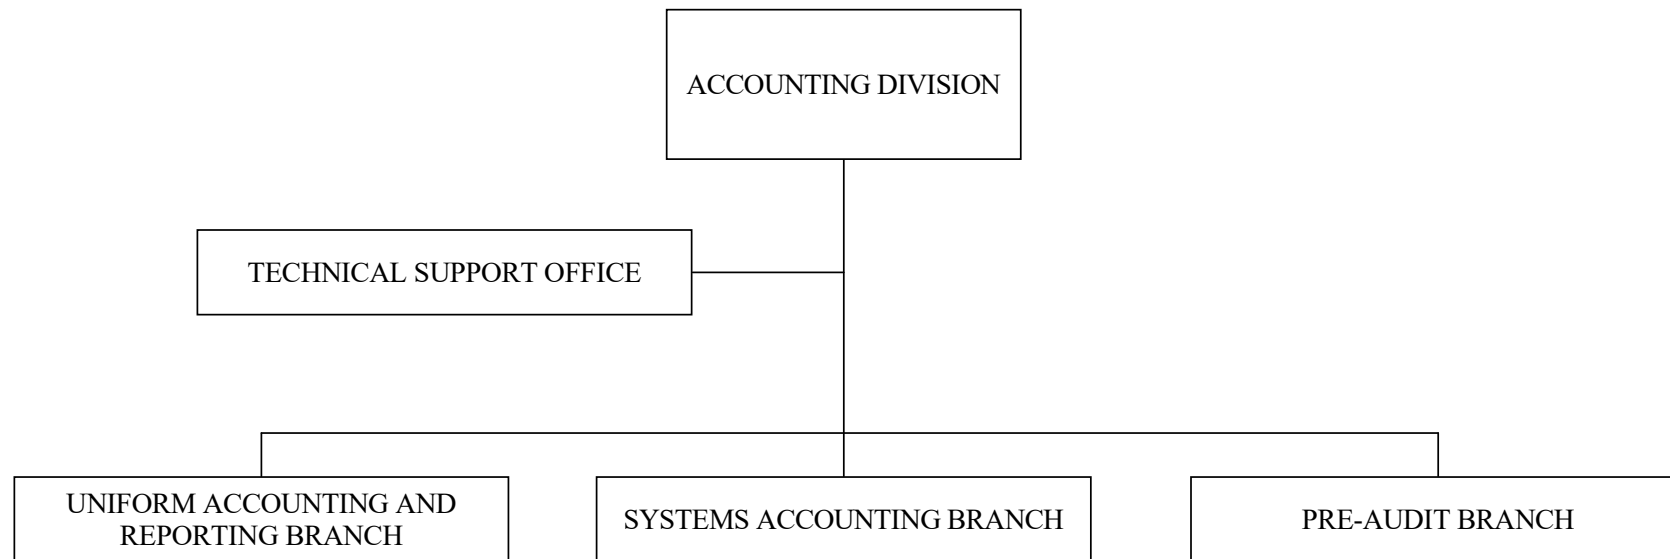 ACCOUNTING DIVISION
TECHNICAL SUPPORT OFFICE
UNIFORM ACCOUNTING AND
REPORTING BRANCH
SYSTEMS ACCOUNTING BRANCH
PRE-AUDIT BRANCH